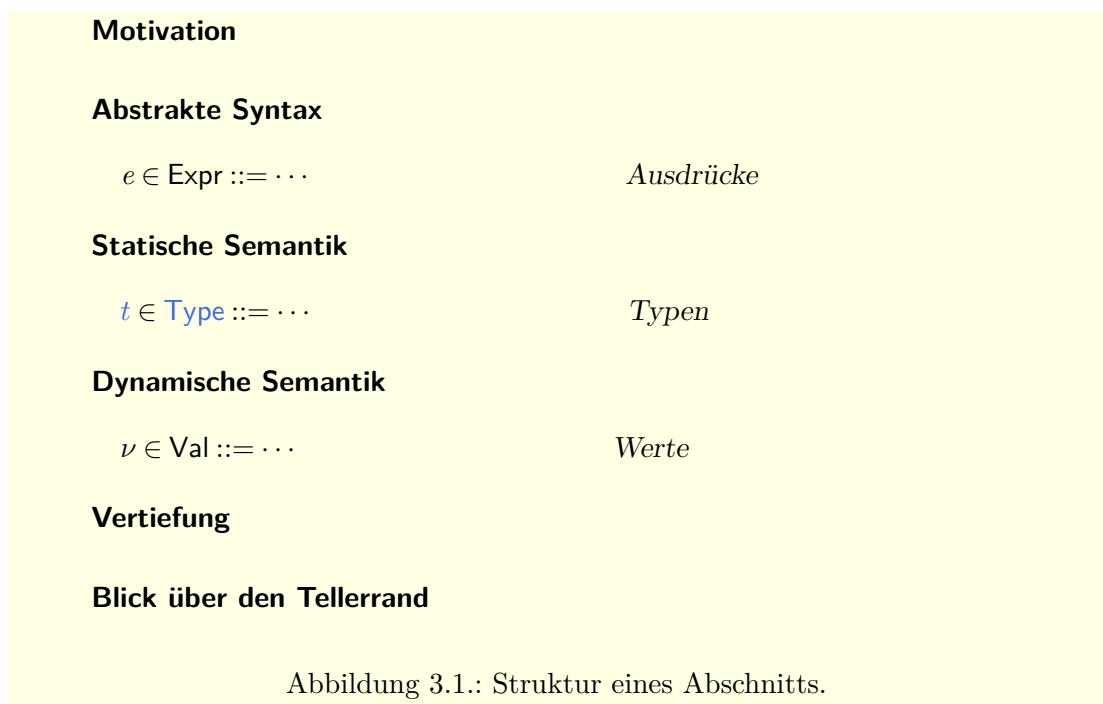 Motivation
Abstrakte Syntax
e ∈ Expr ::= ⋯ Ausdrücke
Statische Semantik
t ∈ Type ::= ⋯ Typen
Dynamische Semantik
ν ∈ Val ::= ⋯ Werte
Vertiefung
Blick über den Tellerrand
Abbildung 3.1.: Struktur eines Abschnitts.